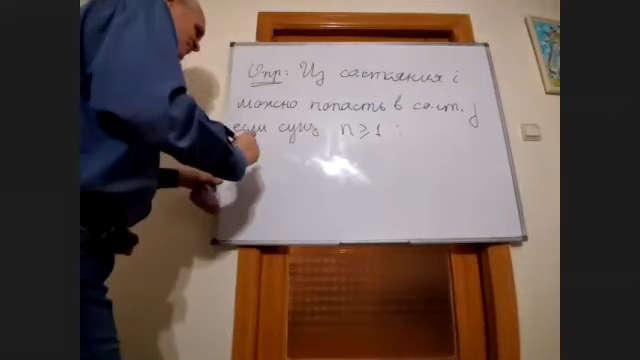 Опр: Из состояния i
можно попасть в сост. j
если сущ n ≥ 1 :